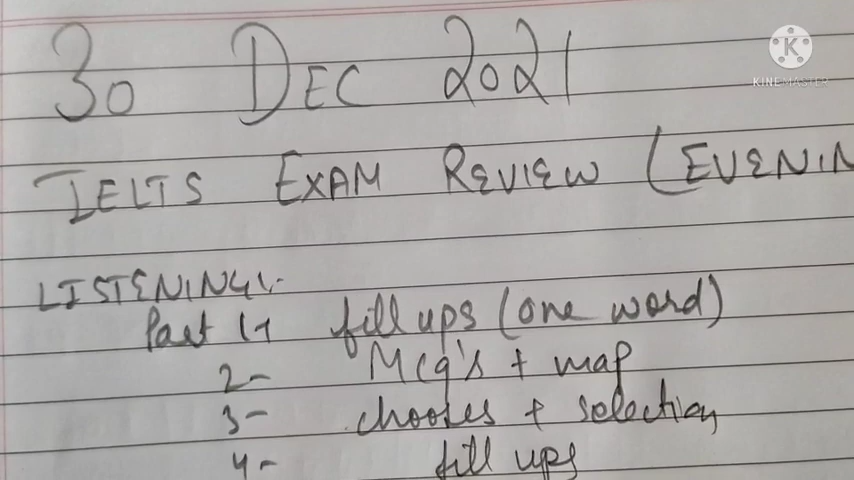 30 DEC 2021
KINEMASTER
IELTS EXAM REVIEW (EVENIN
LISTENING:-
Part 1-1 fill ups (one word)
2- Mcq's + map
3- chooses + selection
4- fill ups